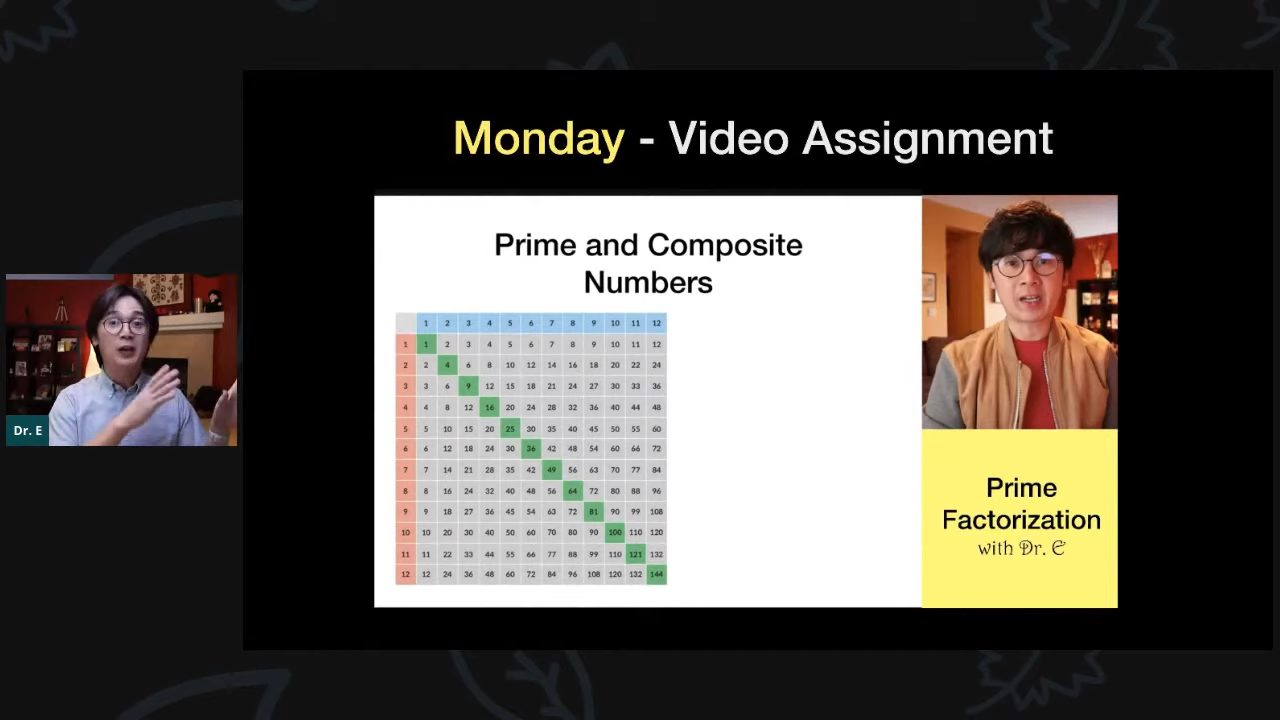 Monday - Video Assignment
Prime and Composite
Numbers
1 2 3 4 5 6 7 8 9 10 11 12
1 1 2 3 4 5 6 7 8 9 10 11 12
2 2 4 6 8 10 12 14 16 18 20 22 24
3 3 6 9 12 15 18 21 24 27 30 33 36
4 4 8 12 16 20 24 28 32 36 40 44 48
5 5 10 15 20 25 30 35 40 45 50 55 60
6 6 12 18 24 30 36 42 48 54 60 66 72
7 7 14 21 28 35 42 49 56 63 70 77 84
8 8 16 24 32 40 48 56 64 72 80 88 96
9 9 18 27 36 45 54 63 72 81 90 99 108
10 10 20 30 40 50 60 70 80 90 100 110 120
11 11 22 33 44 55 66 77 88 99 110 121 132
12 12 24 36 48 60 72 84 96 108 120 132 144
Prime
Factorization
with Dr. E
Dr. E